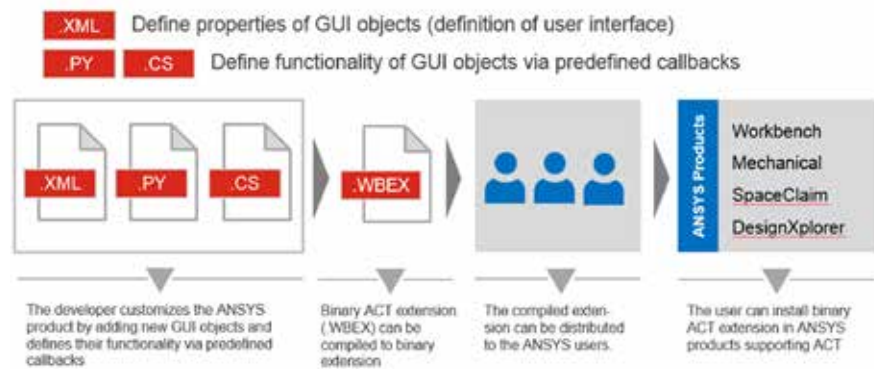 .XML Define properties of GUI objects (definition of user interface)
.PY .CS Define functionality of GUI objects via predefined callbacks
.XML
.PY
.CS
.WBEX
ANSYS Products
Workbench
Mechanical
SpaceClaim
DesignXplorer
The developer customizes the ANSYS
product by adding new GUI objects and
defines their functionality via predefined
callbacks
Binary ACT extension
(.WBEX) can be
compiled to binary
extension
The compiled exten-
sion can be distributed
to the ANSYS users.
The user can install binary
ACT extension in ANSYS
products supporting ACT